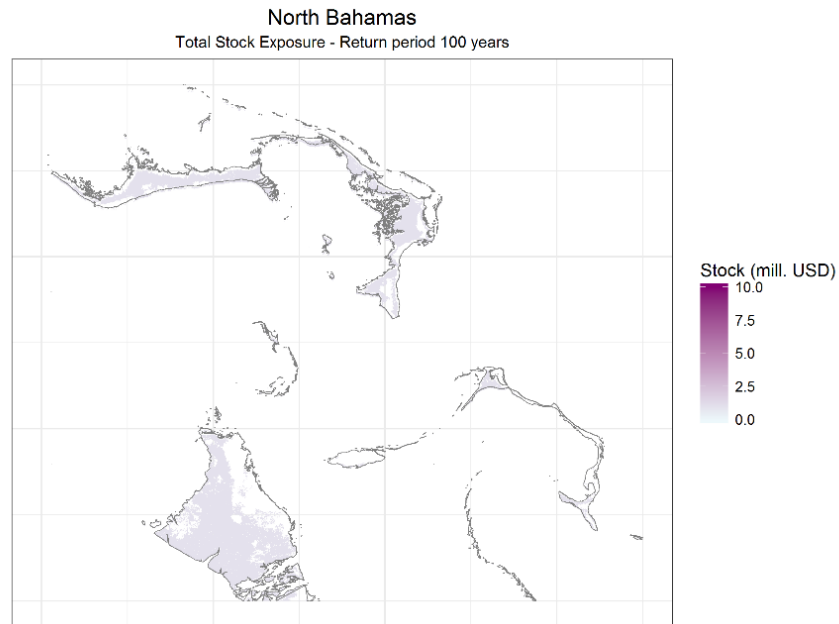 North Bahamas
Total Stock Exposure - Return period 100 years
Stock (mill. USD)
10.0
7.5
5.0
2.5
0.0